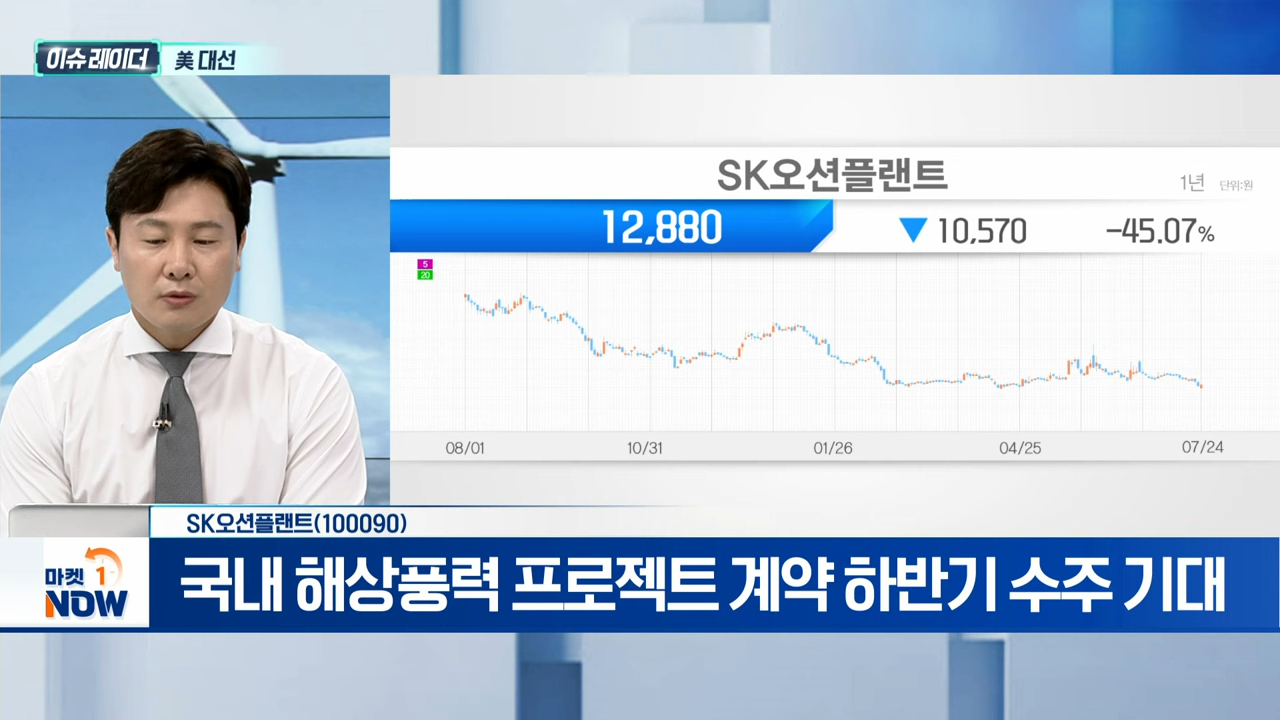 이슈레이더 美 대선
SK오션플랜트
1년 단위:원
12,880 ▼ 10,570 -45.07%
5
20
08/01 10/31 01/26 04/25 07/24
SK오션플랜트(100090)
마켓 1
NOW
국내 해상풍력 프로젝트 계약 하반기 수주 기대